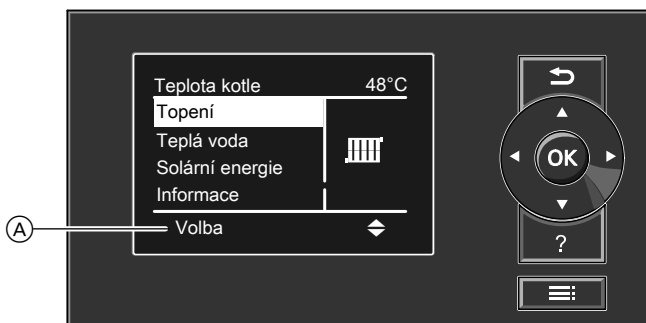 Teplota kotle 48°C
Topení
Teplá voda
Solární energie
Informace
A Volba
OK
?